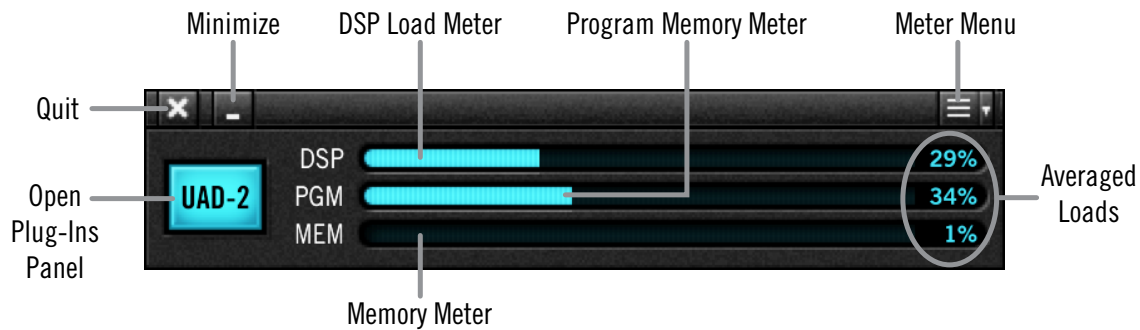 Minimize
DSP Load Meter
Program Memory Meter
Meter Menu
Quit
Open
Plug-Ins
Panel
UAD-2
DSP
29%
PGM
34%
MEM
1%
Averaged
Loads
Memory Meter